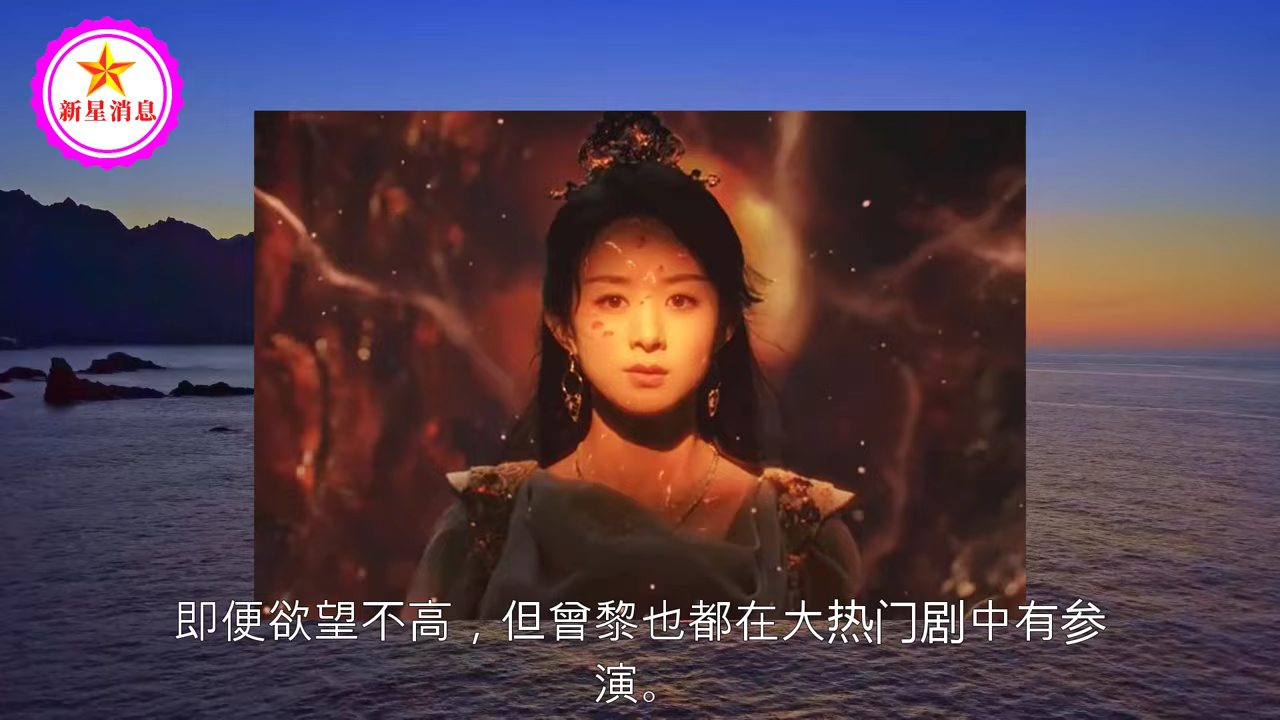 新星消息
即便欲望不高，但曾黎也都在大热门剧中有参
演。